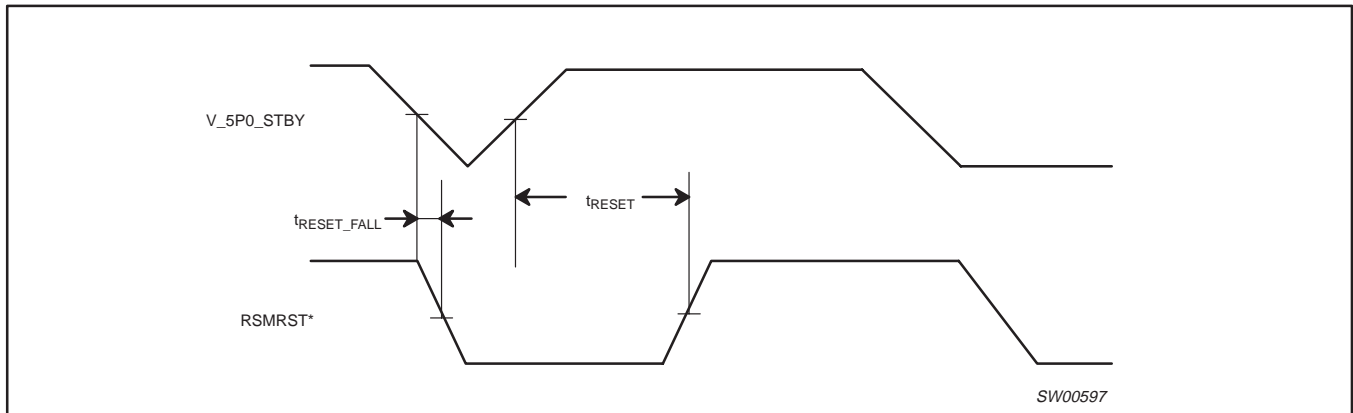 V_5P0_STBY
tRESET
tRESET_FALL
RSMRST*
SW00597